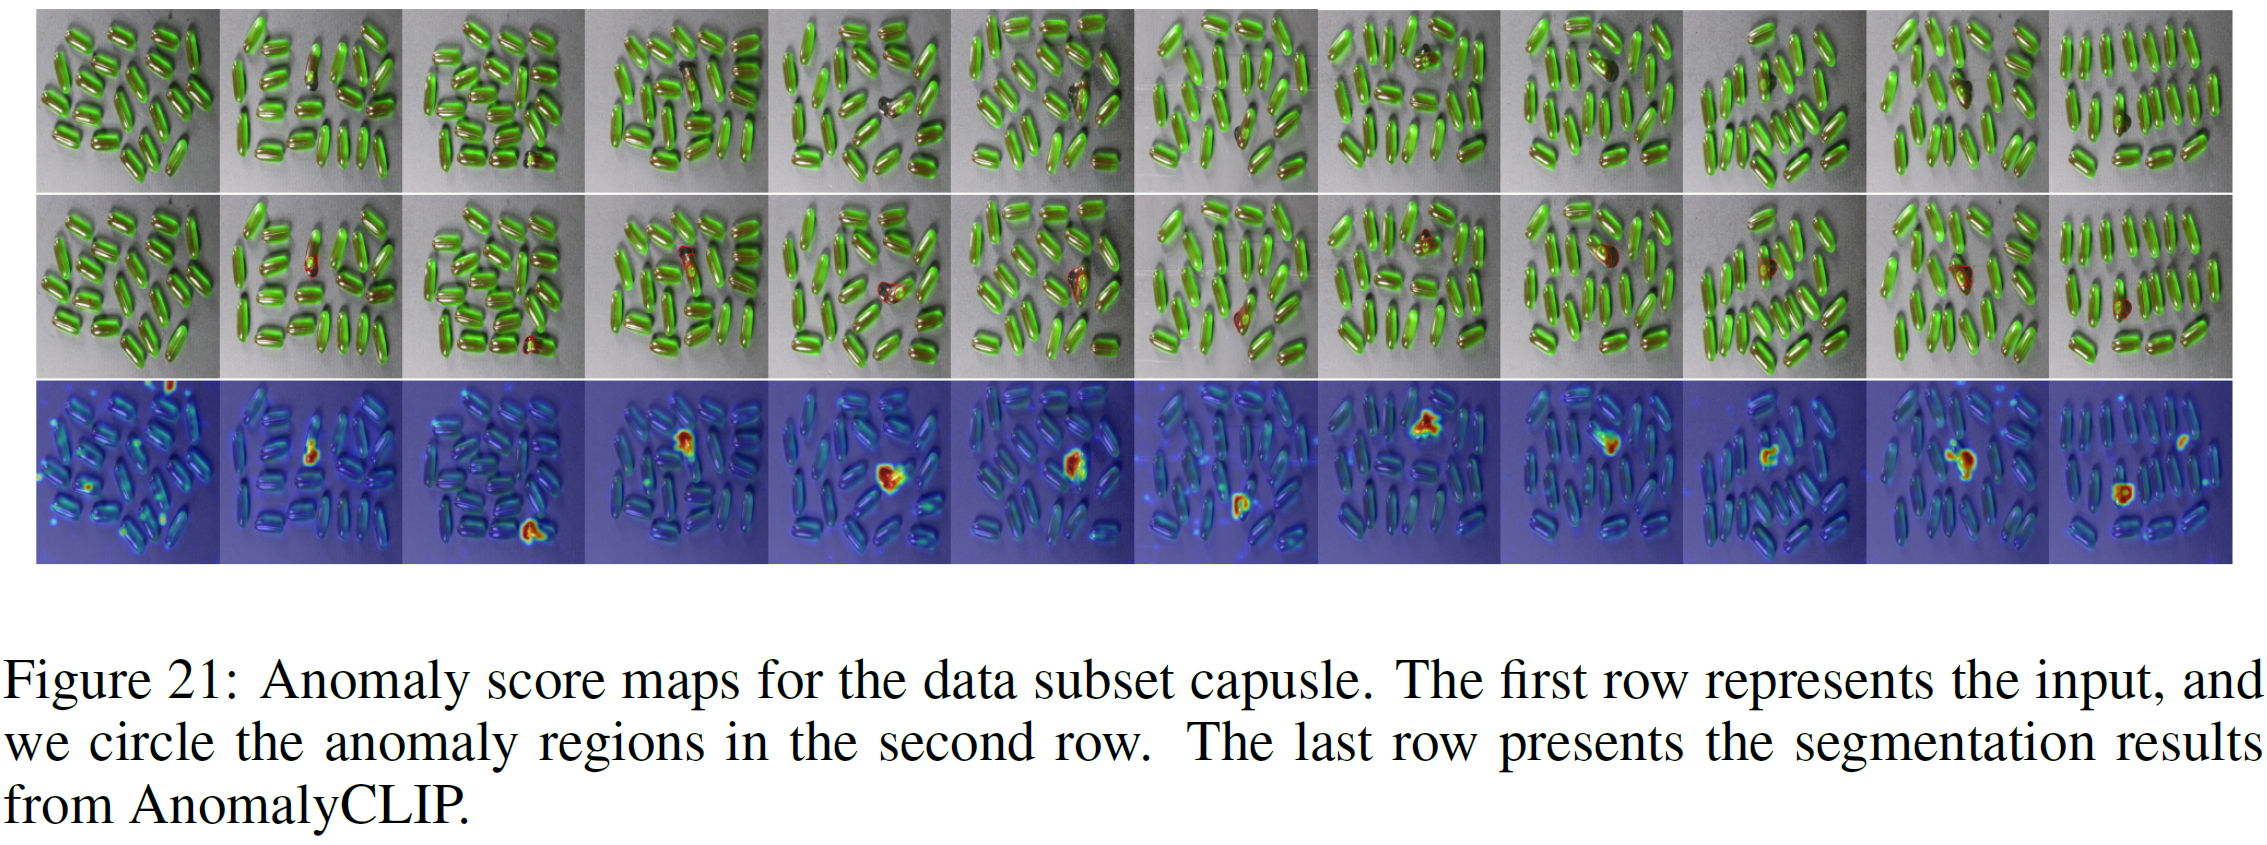 Figure 21: Anomaly score maps for the data subset capusle. The first row represents the input, and
we circle the anomaly regions in the second row. The last row presents the segmentation results
from AnomalyCLIP.